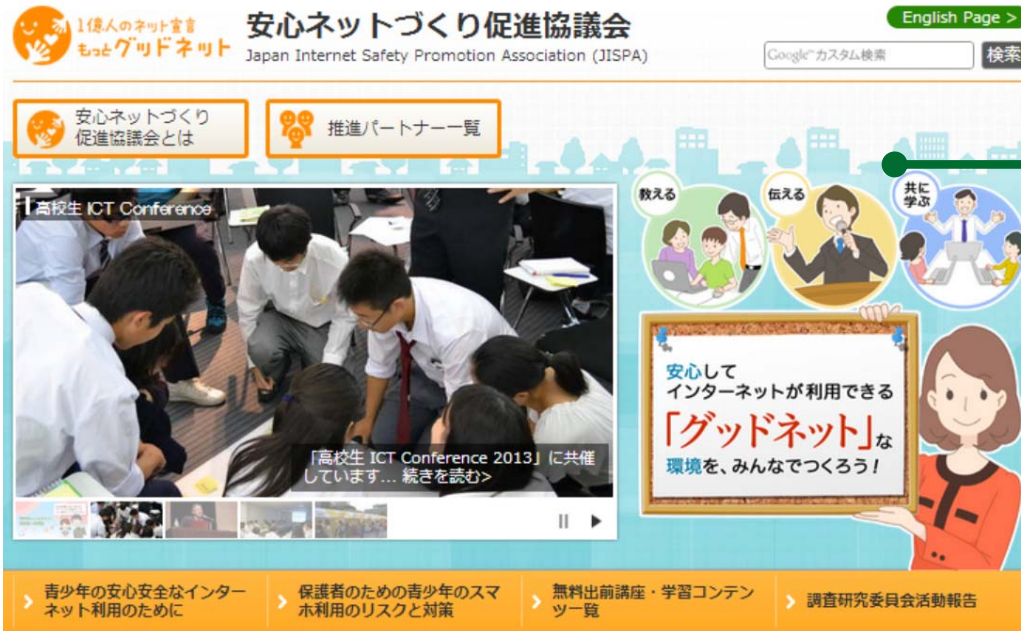 1億人のネット宣言
もっとグッドネット
安心ネットづくり促進協議会
Japan Internet Safety Promotion Association (JISPA)
English Page >
Google™ カスタム検索
検索
安心ネットづくり
促進協議会とは
推進パートナー一覧
高校生 ICT Conference
「高校生 ICT Conference 2013」に共催
しています... 続きを読む>
教える
伝える
共に
学ぶ
安心して
インターネットが利用できる
「グッドネット」な
環境を、みんなでつくろう!
青少年の安心安全なインター
ネット利用のために
保護者のための青少年のスマ
ホ利用のリスクと対策
無料出前講座・学習コンテン
ツ一覧
調査研究委員会活動報告